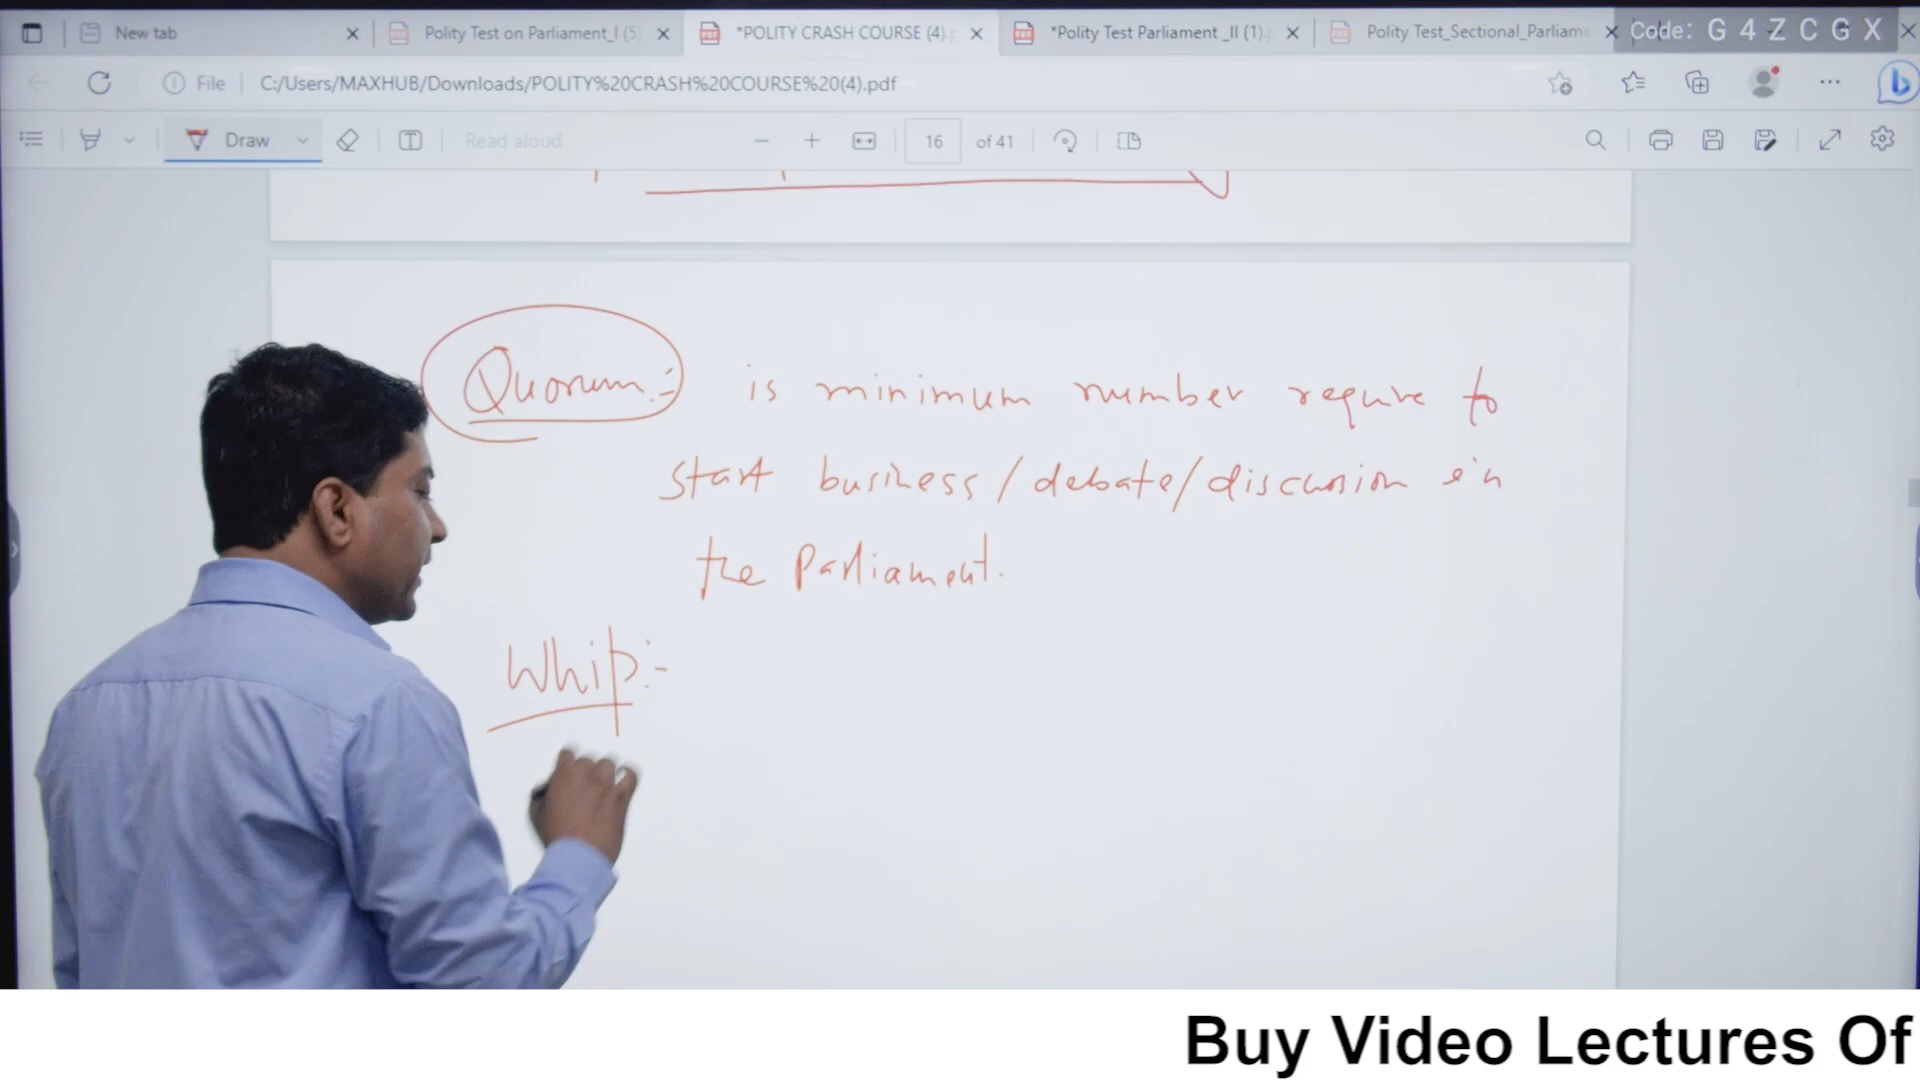 New tab
Polity Test on Parliament_I (5)
*POLITY CRASH COURSE (4).p
*Polity Test Parliament _II (1).p
Polity Test_Sectional_Parliame
Code: G 4 Z C G X
File
C:/Users/MAXHUB/Downloads/POLITY%20CRASH%20COURSE%20(4).pdf
Draw
Read aloud
16 of 41
Quorum:- is minimum number require to
start business/debate/discussion in
the Parliament.
Whip:-
Buy Video Lectures Of